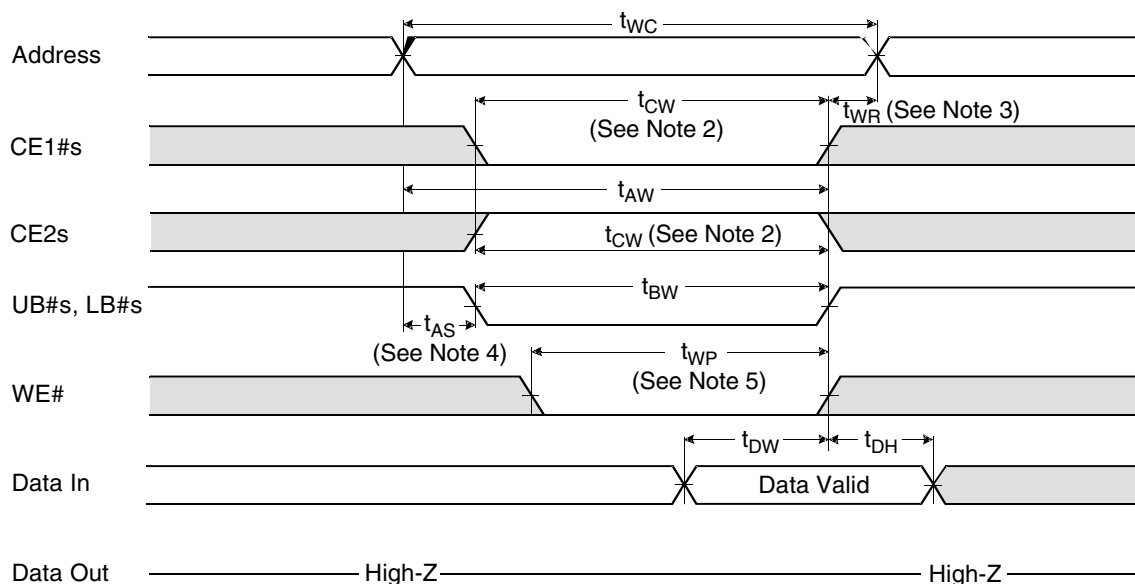 tWC
Address
tCW
(See Note 2)
tWR (See Note 3)
CE1#s
tAW
CE2s
tCW (See Note 2)
UB#s, LB#s
tBW
tAS
(See Note 4)
tWP
(See Note 5)
WE#
tDW
tDH
Data In
Data Valid
Data Out
High-Z
High-Z